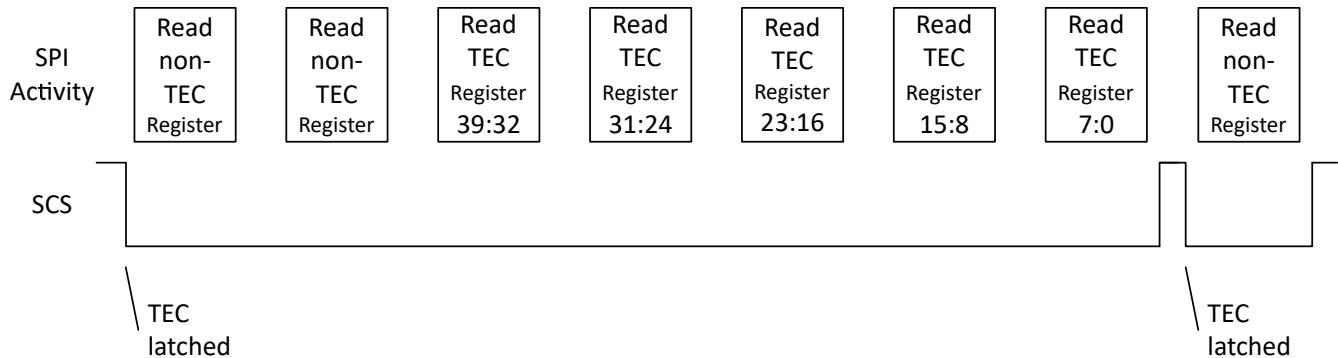 SPI
Activity
Read
non-
TEC
Register
Read
non-
TEC
Register
Read
TEC
Register
39:32
Read
TEC
Register
31:24
Read
TEC
Register
23:16
Read
TEC
Register
15:8
Read
TEC
Register
7:0
Read
non-
TEC
Register
SCS
TEC
latched
TEC
latched